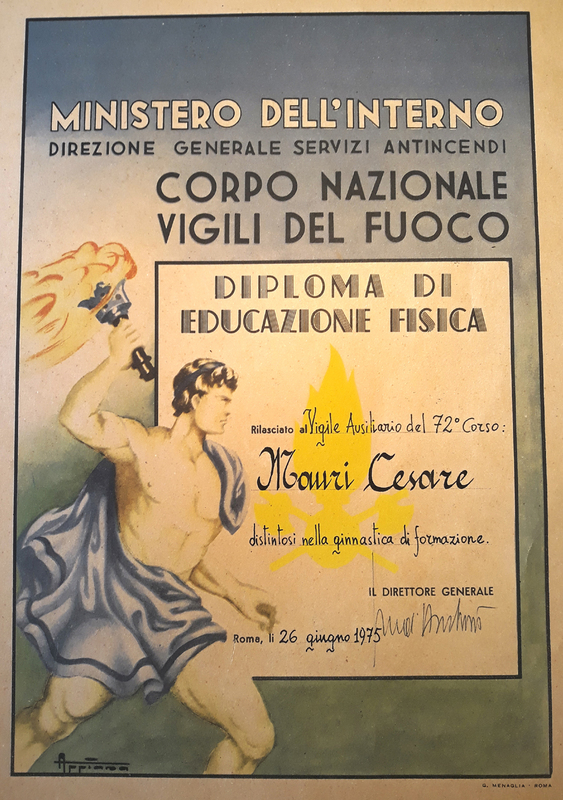 MINISTERO DELL'INTERNO
DIREZIONE GENERALE SERVIZI ANTINCENDI
CORPO NAZIONALE
VIGILI DEL FUOCO
DIPLOMA DI
EDUCAZIONE FISICA
Rilasciato al Vigile Ausiliario del 72° Corso:
Mauri Cesare
distintosi nella ginnastica di formazione.
IL DIRETTORE GENERALE
Roma, li 26 giugno 1975
Appiana
G. MENAGLIA - ROMA